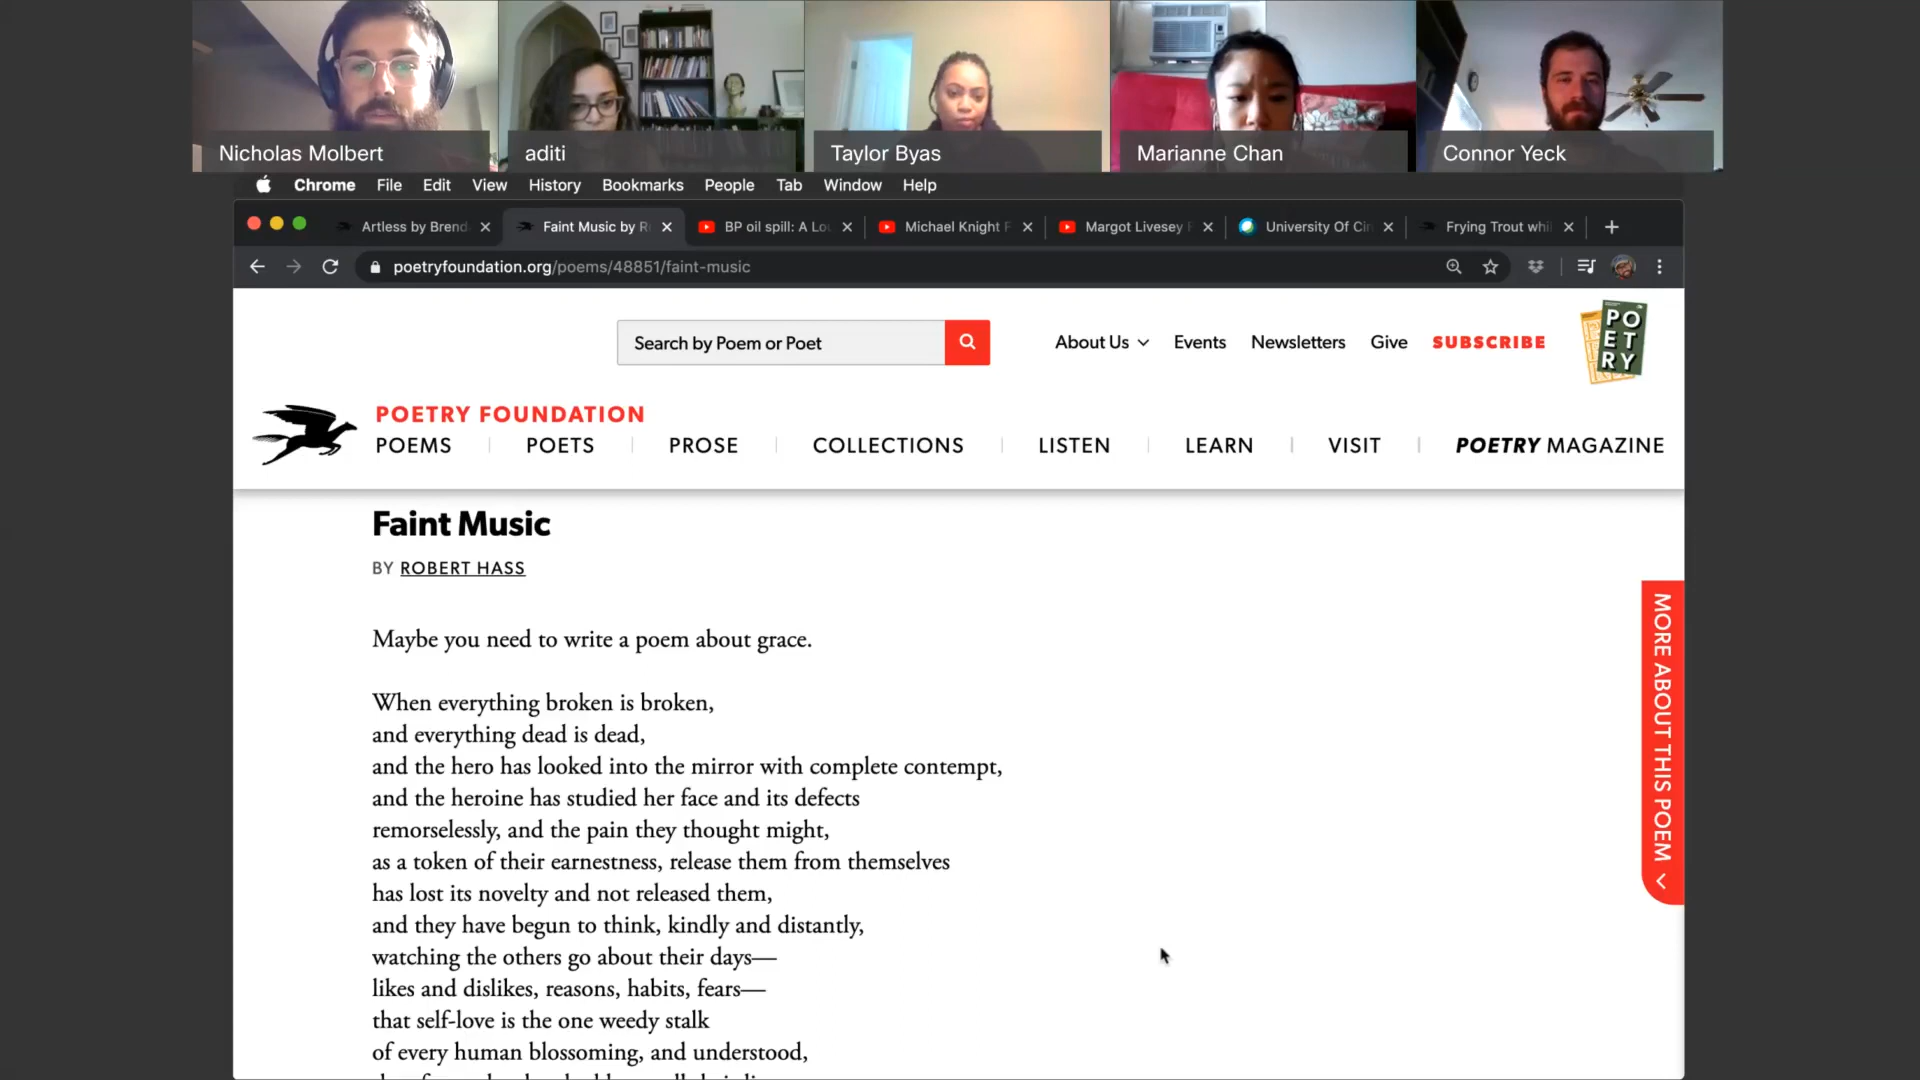 Nicholas Molbert
aditi
Taylor Byas
Marianne Chan
Connor Yeck
Chrome File Edit View History Bookmarks People Tab Window Help
Artless by Brend
Faint Music by R
BP oil spill: A Lo
Michael Knight F
Margot Livesey F
University Of Cin
Frying Trout whi
poetryfoundation.org/poems/48851/faint-music
Search by Poem or Poet
About Us Events Newsletters Give SUBSCRIBE
PO
ET
RY
POETRY FOUNDATION
POEMS POETS PROSE COLLECTIONS LISTEN LEARN VISIT POETRY MAGAZINE
Faint Music
BY ROBERT HASS
Maybe you need to write a poem about grace.
When everything broken is broken,
and everything dead is dead,
and the hero has looked into the mirror with complete contempt,
and the heroine has studied her face and its defects
remorselessly, and the pain they thought might,
as a token of their earnestness, release them from themselves
has lost its novelty and not released them,
and they have begun to think, kindly and distantly,
watching the others go about their days—
likes and dislikes, reasons, habits, fears—
that self-love is the one weedy stalk
of every human blossoming, and understood,
MORE ABOUT THIS POEM